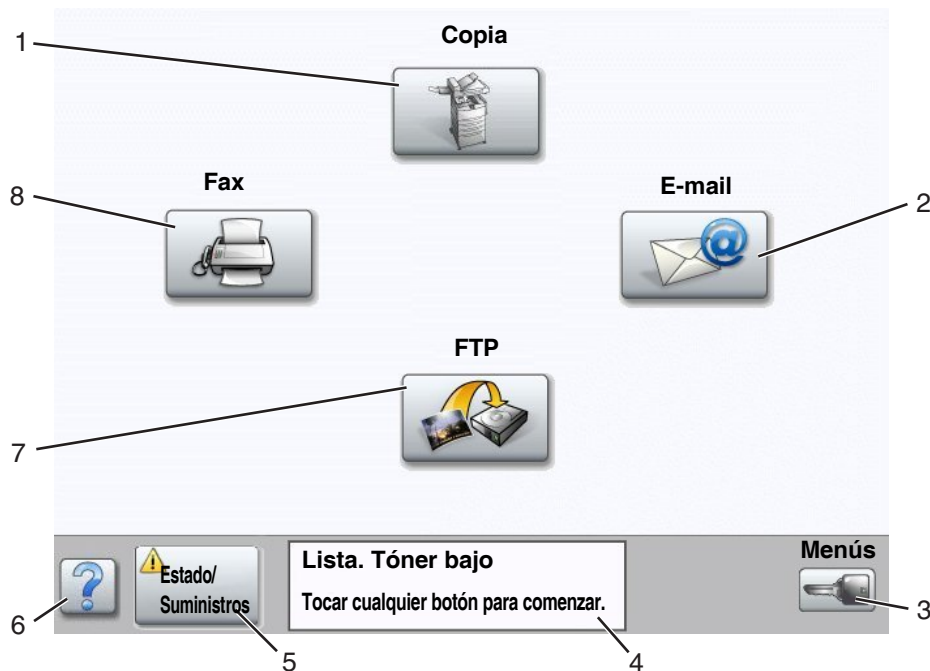 1
Copia
8
Fax
E-mail
2
FTP
7
Estado/
Suministros
Lista. Tóner bajo
Tocar cualquier botón para comenzar.
Menús
6
5
4
3